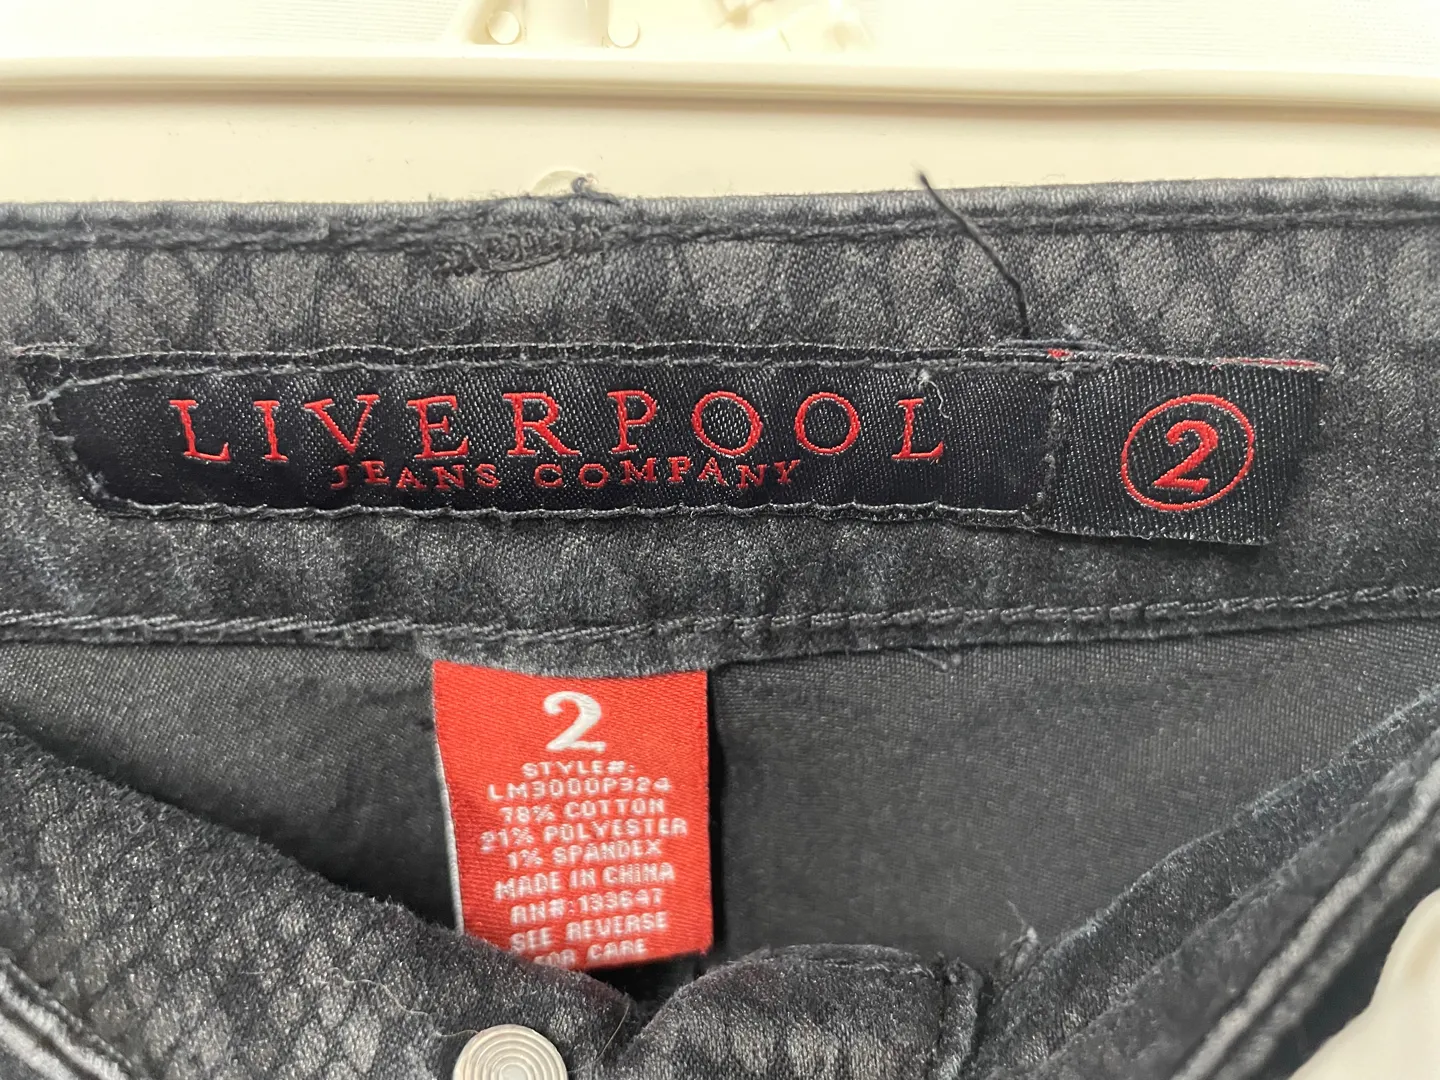 LIVERPOOL
JEANS COMPANY
2
2
STYLE#:
LM3000P324
78% COTTON
21% POLYESTER
1% SPANDEX
MADE IN CHINA
RN#:133647
SEE REVERSE
FOR CARE